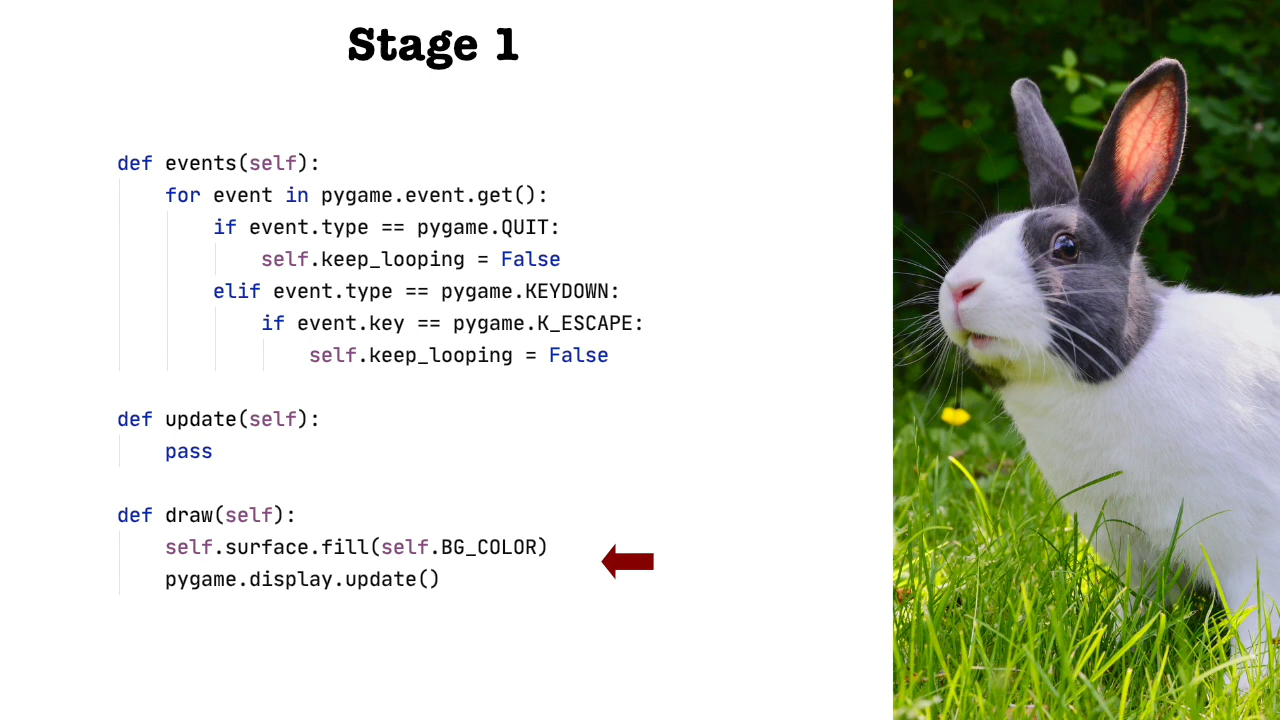 Stage 1
def events(self):
    for event in pygame.event.get():
        if event.type == pygame.QUIT:
            self.keep_looping = False
        elif event.type == pygame.KEYDOWN:
            if event.key == pygame.K_ESCAPE:
                self.keep_looping = False
def update(self):
    pass
def draw(self):
    self.surface.fill(self.BG_COLOR)
    pygame.display.update()